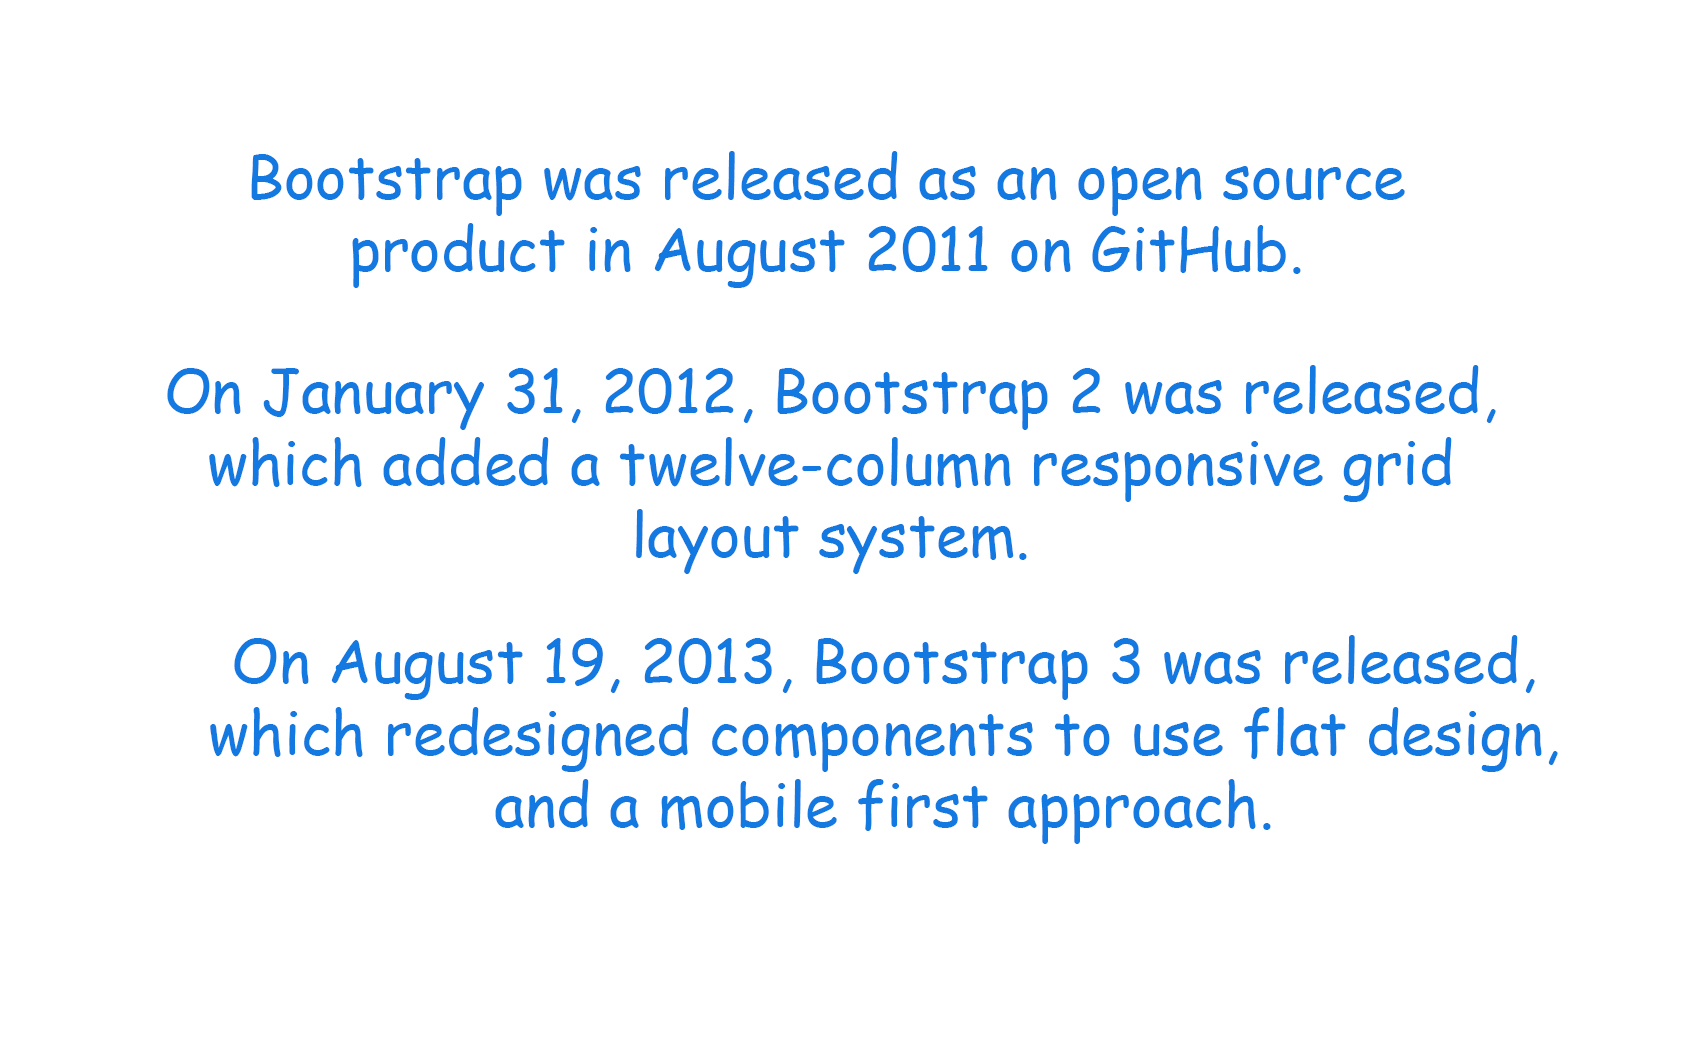 Bootstrap was released as an open source
product in August 2011 on GitHub.
On January 31, 2012, Bootstrap 2 was released,
which added a twelve-column responsive grid
layout system.
On August 19, 2013, Bootstrap 3 was released,
which redesigned components to use flat design,
and a mobile first approach.